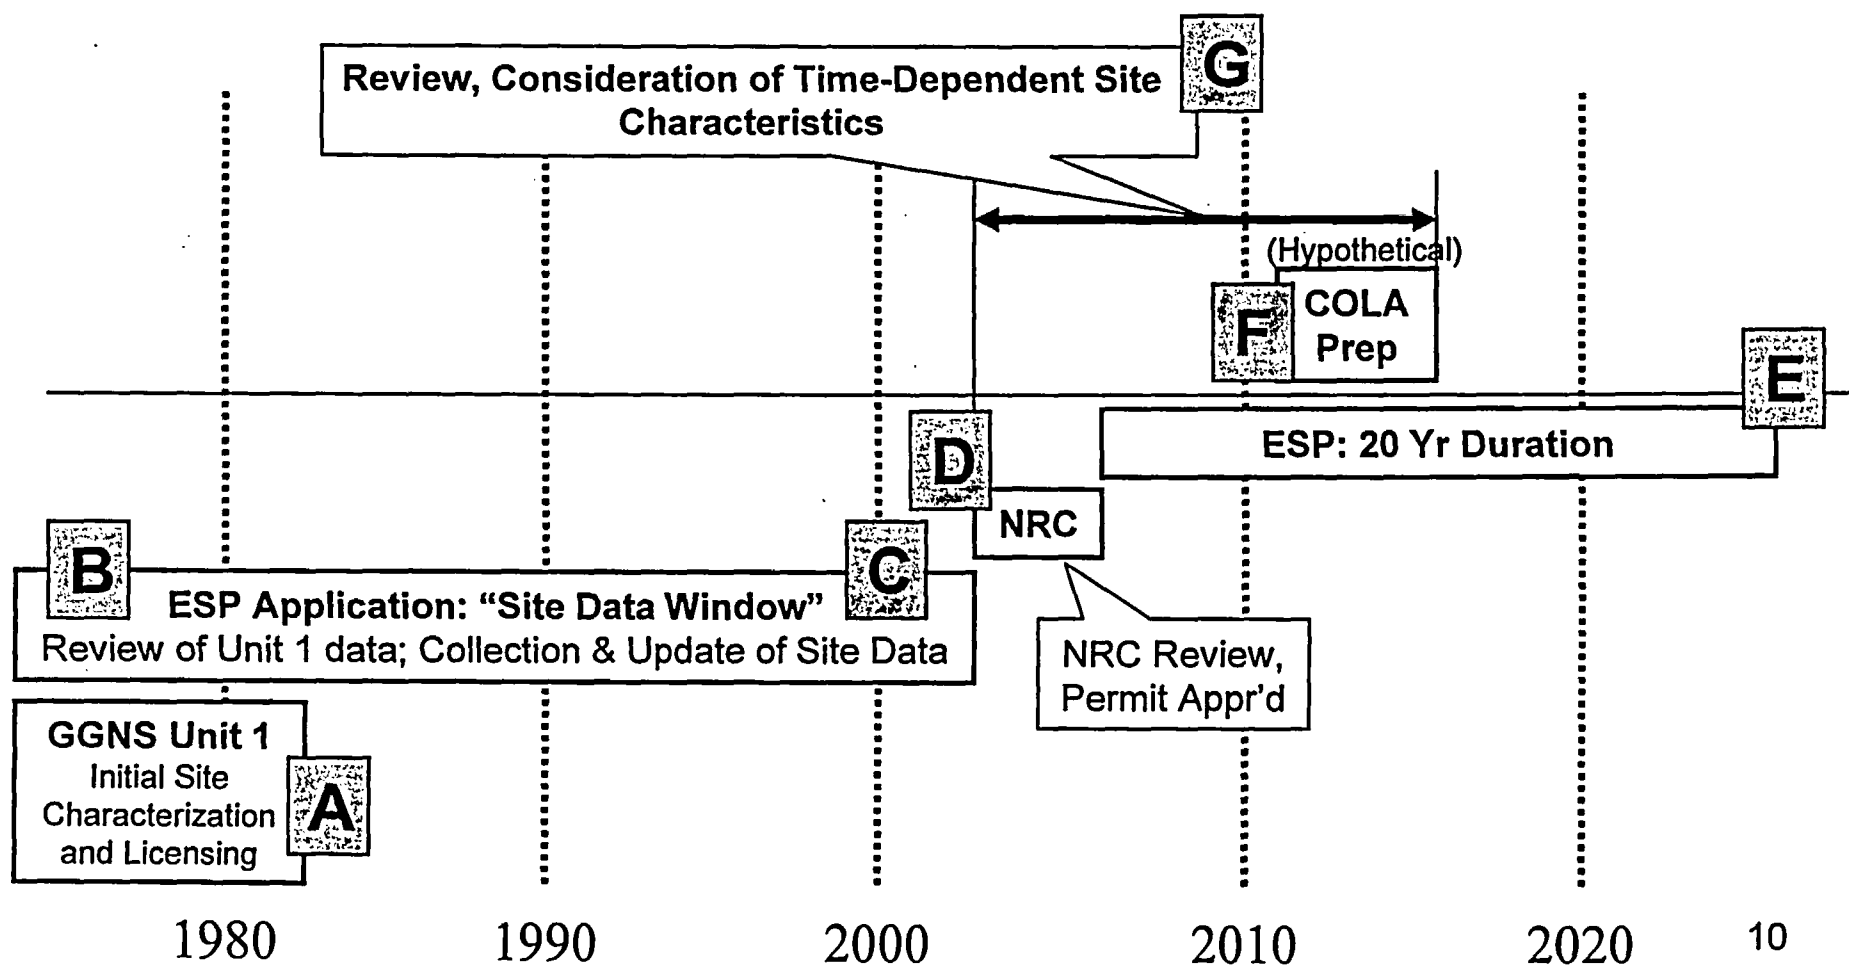 G
Review, Consideration of Time-Dependent Site
Characteristics
(Hypothetical)
F
COLA
Prep
E
ESP: 20 Yr Duration
D
NRC
B
C
ESP Application: “Site Data Window”
Review of Unit 1 data; Collection & Update of Site Data
NRC Review,
Permit Appr’d
GGNS Unit 1
Initial Site
Characterization
and Licensing
A
1980
1990
2000
2010
2020
10